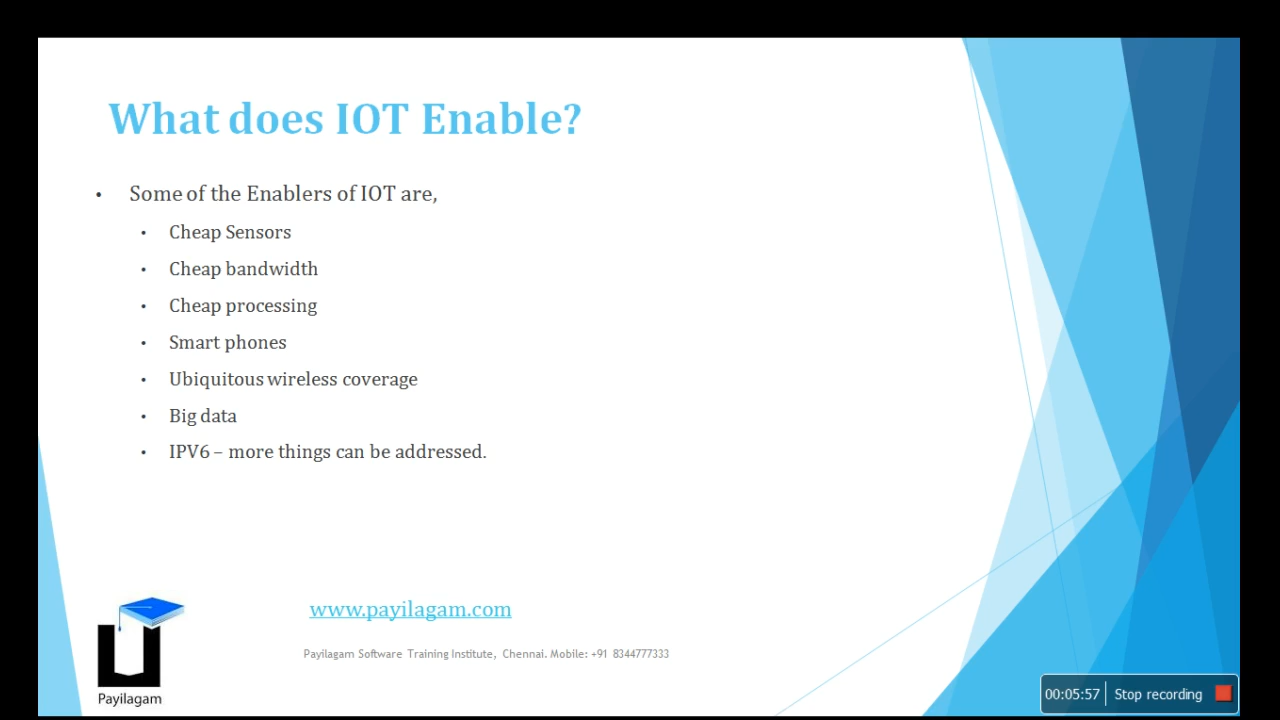 What does IOT Enable?
• Some of the Enablers of IOT are,
• Cheap Sensors
• Cheap bandwidth
• Cheap processing
• Smart phones
• Ubiquitous wireless coverage
• Big data
• IPV6 – more things can be addressed.
www.payilagam.com
Payilagam Software Training Institute, Chennai. Mobile: +91 8344777333
Payilagam
00:05:57 Stop recording